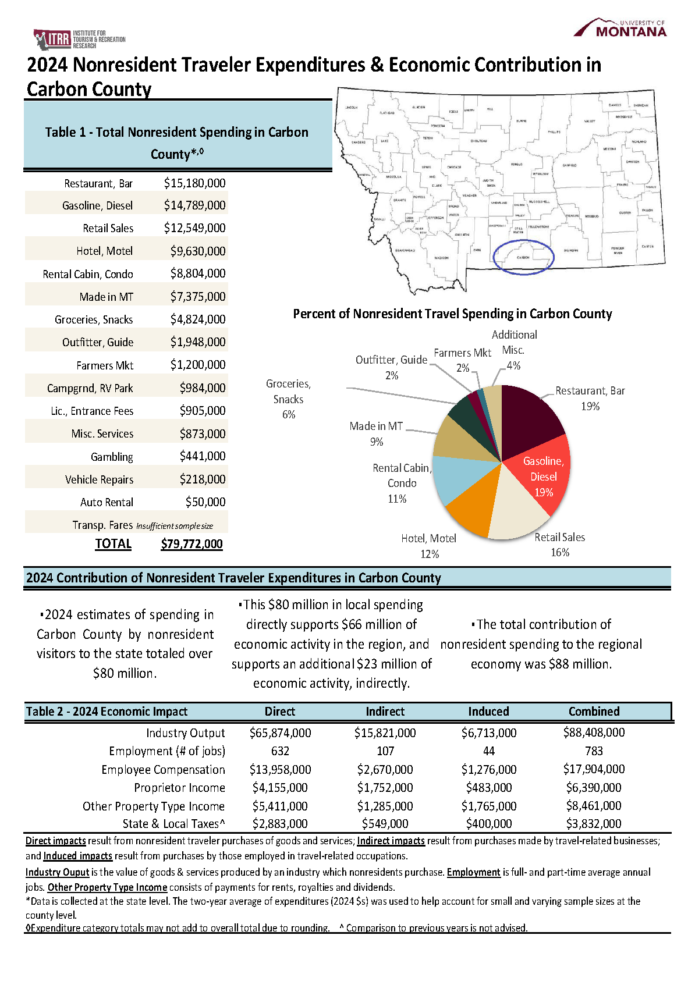 ITRR
INSTITUTE FOR
TOURISM & RECREATION
RESEARCH
UNIVERSITY OF
MONTANA
2024 Nonresident Traveler Expenditures & Economic Contribution in
Carbon County
Table 1 - Total Nonresident Spending in Carbon
County*,◊
Restaurant, Bar $15,180,000
Gasoline, Diesel $14,789,000
Retail Sales $12,549,000
Hotel, Motel $9,630,000
Rental Cabin, Condo $8,804,000
Made in MT $7,375,000
Groceries, Snacks $4,824,000
Outfitter, Guide $1,948,000
Farmers Mkt $1,200,000
Campgrnd, RV Park $984,000
Lic., Entrance Fees $905,000
Misc. Services $873,000
Gambling $441,000
Vehicle Repairs $218,000
Auto Rental $50,000
Transp. Fares Insufficient sample size
TOTAL $79,772,000
LINCOLN
FLATHEAD
GLACIER
TOOLE
LIBERTY
HILL
BLAINE
PHILLIPS
VALLEY
DANIELS
SHERIDAN
ROOSEVELT
PONDERA
SANDERS
LAKE
TETON
CHOUTEAU
RICHLAND
MCCONE
LEWIS
AND
CLARK
CASCADE
FERGUS
PETROLEUM
GARFIELD
DAWSON
MINERAL
MISSOULA
JUDITH
BASIN
PRAIRIE
WIBAUX
GRANITE
POWELL
MEAGHER
WHEATLAND
GOLDEN
VALLEY
MUSSELSHELL
BROAD
WATER
TREASURE
ROSEBUD
CUSTER
FALLON
RAVALLI
DEER
LODGE
JEFFERSON
SILVER
BOW
GALLATIN
SWEETGRASS
STILL
WATER
YELLOWSTONE
BEAVERHEAD
MADISON
PARK
CARBON
BIG HORN
POWDER
RIVER
CARTER
Percent of Nonresident Travel Spending in Carbon County
Additional
Misc.
4%
Farmers Mkt
2%
Outfitter, Guide
2%
Groceries,
Snacks
6%
Restaurant, Bar
19%
Made in MT
9%
Gasoline,
Diesel
19%
Rental Cabin,
Condo
11%
Hotel, Motel
12%
Retail Sales
16%
2024 Contribution of Nonresident Traveler Expenditures in Carbon County
▪2024 estimates of spending in
Carbon County by nonresident
visitors to the state totaled over
$80 million.
▪This $80 million in local spending
directly supports $66 million of
economic activity in the region, and
supports an additional $23 million of
economic activity, indirectly.
▪The total contribution of
nonresident spending to the regional
economy was $88 million.
Table 2 - 2024 Economic Impact Direct Indirect Induced Combined
Industry Output $65,874,000 $15,821,000 $6,713,000 $88,408,000
Employment (# of jobs) 632 107 44 783
Employee Compensation $13,958,000 $2,670,000 $1,276,000 $17,904,000
Proprietor Income $4,155,000 $1,752,000 $483,000 $6,390,000
Other Property Type Income $5,411,000 $1,285,000 $1,765,000 $8,461,000
State & Local Taxes^ $2,883,000 $549,000 $400,000 $3,832,000
Direct impacts result from nonresident traveler purchases of goods and services; Indirect impacts result from purchases made by travel-related businesses;
and Induced impacts result from purchases by those employed in travel-related occupations.
Industry Ouput is the value of goods & services produced by an industry which nonresidents purchase. Employment is full- and part-time average annual
jobs. Other Property Type Income consists of payments for rents, royalties and dividends.
*Data is collected at the state level. The two-year average of expenditures (2024 $s) was used to help account for small and varying sample sizes at the
county level.
◊Expenditure category totals may not add to overall total due to rounding. ^ Comparison to previous years is not advised.